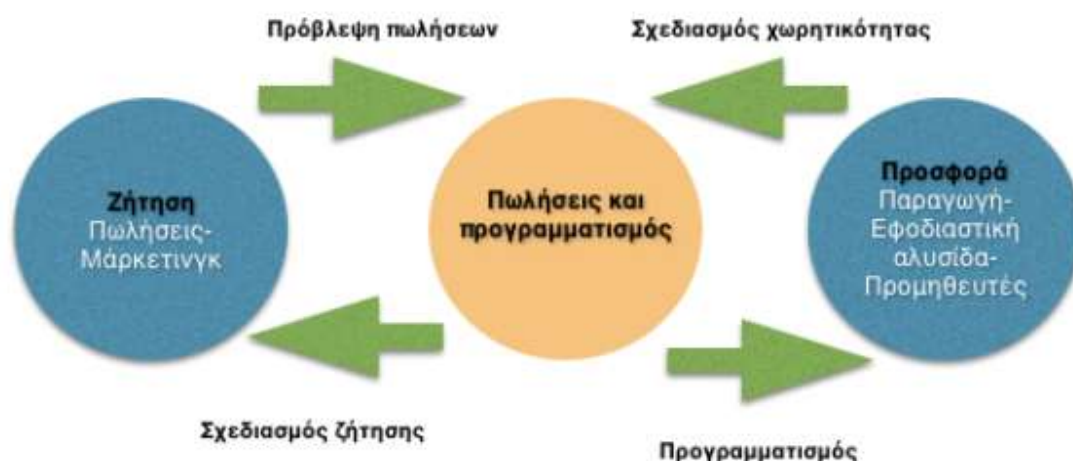 Πρόβλεψη πωλήσεων
Σχεδιασμός χωρητικότητας
Ζήτηση
Πωλήσεις-
Μάρκετινγκ
Πωλήσεις και
προγραμματισμός
Προσφορά
Παραγωγή-
Εφοδιαστική
αλυσίδα-
Προμηθευτές
Σχεδιασμός ζήτησης
Προγραμματισμός